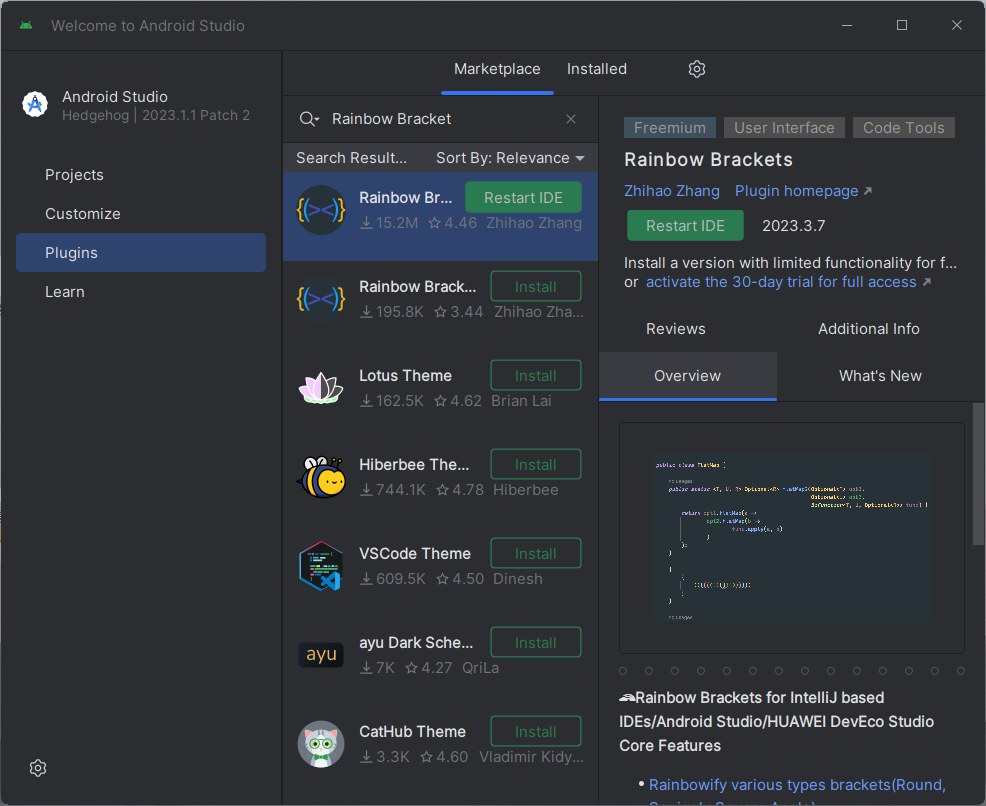 Welcome to Android Studio
Android Studio
Hedgehog | 2023.1.1 Patch 2
Projects
Customize
Plugins
Learn
Marketplace Installed
Rainbow Bracket
Search Result... Sort By: Relevance
Rainbow Br... Restart IDE
15.2M 4.46 Zhihao Zhang
Rainbow Brack... Install
195.8K 3.44 Zhihao Zha...
Lotus Theme Install
162.5K 4.62 Brian Lai
Hiberbee The... Install
744.1K 4.78 Hiberbee
VSCode Theme Install
609.5K 4.50 Dinesh
ayu
ayu Dark Sche... Install
7K 4.27 QriLa
CatHub Theme Install
3.3K 4.60 Vladimir Kidy...
Freemium User Interface Code Tools
Rainbow Brackets
Zhihao Zhang Plugin homepage
Restart IDE 2023.3.7
Install a version with limited functionality for f...
or activate the 30-day trial for full access
Reviews Additional Info
Overview What's New
public class FlatMap {
Rainbow Brackets for IntelliJ based
IDEs/Android Studio/HUAWEI DevEco Studio
Core Features
• Rainbowify various types brackets(Round,